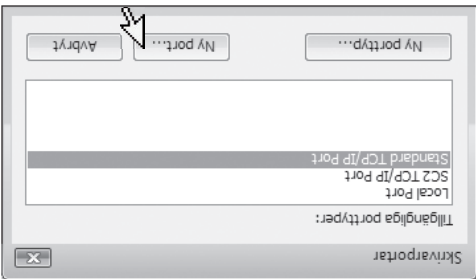 Skrivarportar
Tillgängliga porttyper:
Local Port
SC2 TCP/IP Port
Standard TCP/IP Port
Ny porttyp...
Ny port...
Avbryt